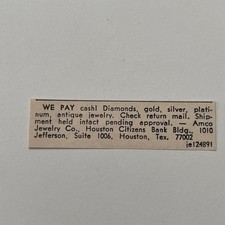 WE PAY cash! Diamonds, gold, silver, plati-
num, antique jewelry. Check return mail. Ship-
ment held intact pending approval. — Amco
Jewelry Co., Houston Citizens Bank Bldg., 1010
Jefferson, Suite 1006, Houston, Tex. 77002
je124891